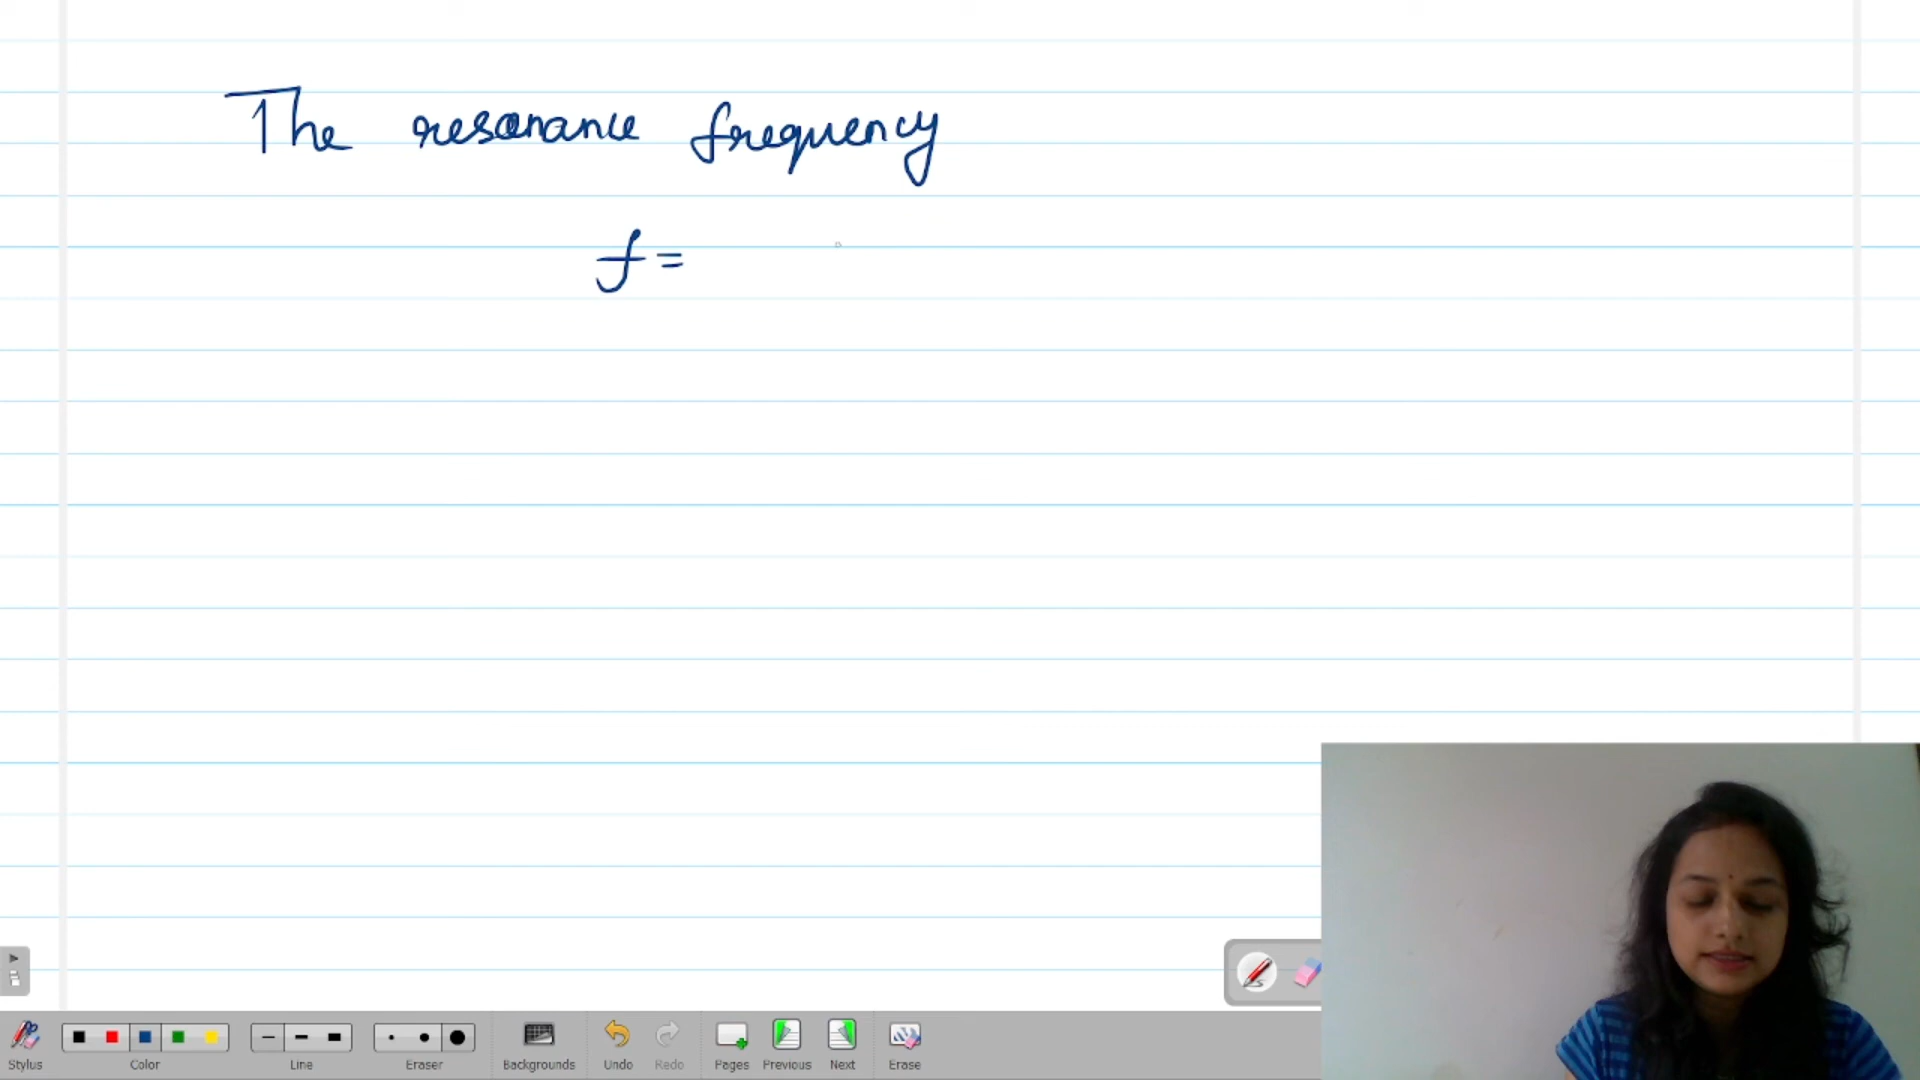 The resonance frequency
f =
Stylus Color Line Eraser Backgrounds Undo Redo Pages Previous Next Erase